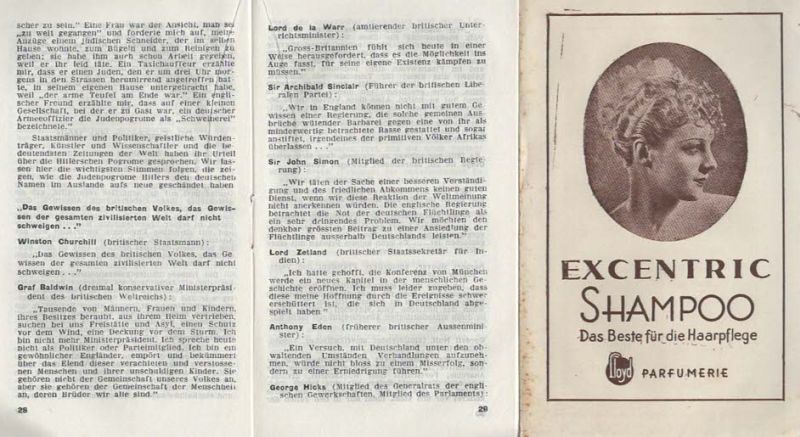 scher zu sein." Eine Frau war der Ansicht, man sei
„zu weit gegangen" und forderte mich auf, meine
Anzüge einem jüdischen Schneider, der im selben
Hause wohnte, zum Bügeln und zum Reinigen zu
geben; sie habe ihm auch schon Arbeit gegeben,
weil er ihr leid täte. Ein Taxichauffeur erzählte
mir, dass er einen Juden, den er um drei Uhr mor-
gens in den Strassen herumirrend angetroffen hat-
te, in seinem eigenen Hause untergebracht habe,
weil „der arme Teufel am Ende war." Ein engli-
scher Freund erzählte mir, dass auf einer kleinen
Gesellschaft, bei der er zu Gast war, ein deutscher
Armeeoffizier die Judenpogrome als „Schweinerei"
bezeichnete."
Staatsmänner und Politiker, geistliche Würden-
träger, Künstler und Wissenschaftler und die be-
deutendsten Zeitungen der Welt haben ihr Urteil
über die Hitlerschen Pogrome gesprochen. Wir las-
sen hier die wichtigsten Stimmen folgen, die zei-
gen, wie die Judenpogrome Hitlers den deutschen
Namen im Auslande aufs neue geschändet haben
„Das Gewissen des britischen Volkes, das Gewis-
sen der gesamten zivilisierten Welt darf nicht
schweigen . . ."
Winston Churchill (britischer Staatsmann):
„Das Gewissen des britischen Volkes, das Ge-
wissen der gesamten zivilisierten Welt darf nicht
schweigen . . ."
Graf Baldwin (dreimal konservativer Ministerpräsi-
dent des britischen Weltreichs):
„Tausende von Männern, Frauen und Kindern,
ihres Besitzes beraubt, aus ihrem Heim vertrieben,
suchen bei uns Freistätte und Asyl, einen Schutz
vor dem Wind, eine Deckung vor dem Sturm. Ich
bin nicht mehr Ministerpräsident. Ich spreche heute
nicht als Politiker oder Parteimitglied. Ich bin ein
gewöhnlicher Engländer, empört und bekümmert
über das Elend dieser verachteten und verstosse-
nen Menschen und ihrer unschuldigen Kinder. Sie
gehören nicht der Gemeinschaft unseres Volkes an,
aber sie gehören der Gemeinschaft der Menschheit
an, deren Brüder wir alle sind."
28
Lord de la Warr (amtierender britischer Unter-
richtsminister):
„Gross-Britannien fühlt sich heute in einer
Weise herausgefordert, dass es die Möglichkeit ins
Auge fasst, für seine eigene Existenz kämpfen zu
müssen."
Sir Archibald Sinclair (Führer der britischen Libe-
ralen Partei):
„Wir in England können nicht mit gutem Ge-
wissen einer Regierung, die solche gemeinen Aus-
brüche wütender Barbarei gegen eine von ihr als
minderwertig betrachtete Rasse gestattet und sogar
anstiftet, irgendeines der primitiven Völker Afrikas
überlassen . . ."
Sir John Simon (Mitglied der britischen Regie-
rung):
„Wir täten der Sache einer besseren Verständi-
gung und des friedlichen Abkommens keinen guten
Dienst, wenn wir diese Reaktion der Weltmeinung
nicht anerkennen würden. Die englische Regierung
betrachtet die Not der deutschen Flüchtlinge als
ein sehr dringendes Problem. Wir möchten den
denkbar grössten Beitrag zu einer Ansiedlung der
Flüchtlinge ausserhalb Deutschlands leisten."
Lord Zetland (britischer Staatssekretär für In-
dien):
„Ich hatte gehofft, die Konferenz von München
werde ein neues Kapitel in der menschlichen Ge-
schichte eröffnen. Ich muss leider zugeben, dass
diese meine Hoffnung durch die Ereignisse schwer
erschüttert ist, die sich in Deutschland abge-
spielt haben."
Anthony Eden (früherer britischer Aussenmini-
ster):
„Ein Versuch, mit Deutschland unter den ob-
waltenden Umständen Verhandlungen aufzuneh-
men, würde nicht bloss zu einem Misserfolg, son-
dern zu einer Erniedrigung führen."
George Hicks (Mitglied des Generalrats der engli-
schen Gewerkschaften, Mitglied des Parlaments):
29
EXCENTRIC
SHAMPOO
Das Beste für die Haarpflege
Lloyd PARFUMERIE